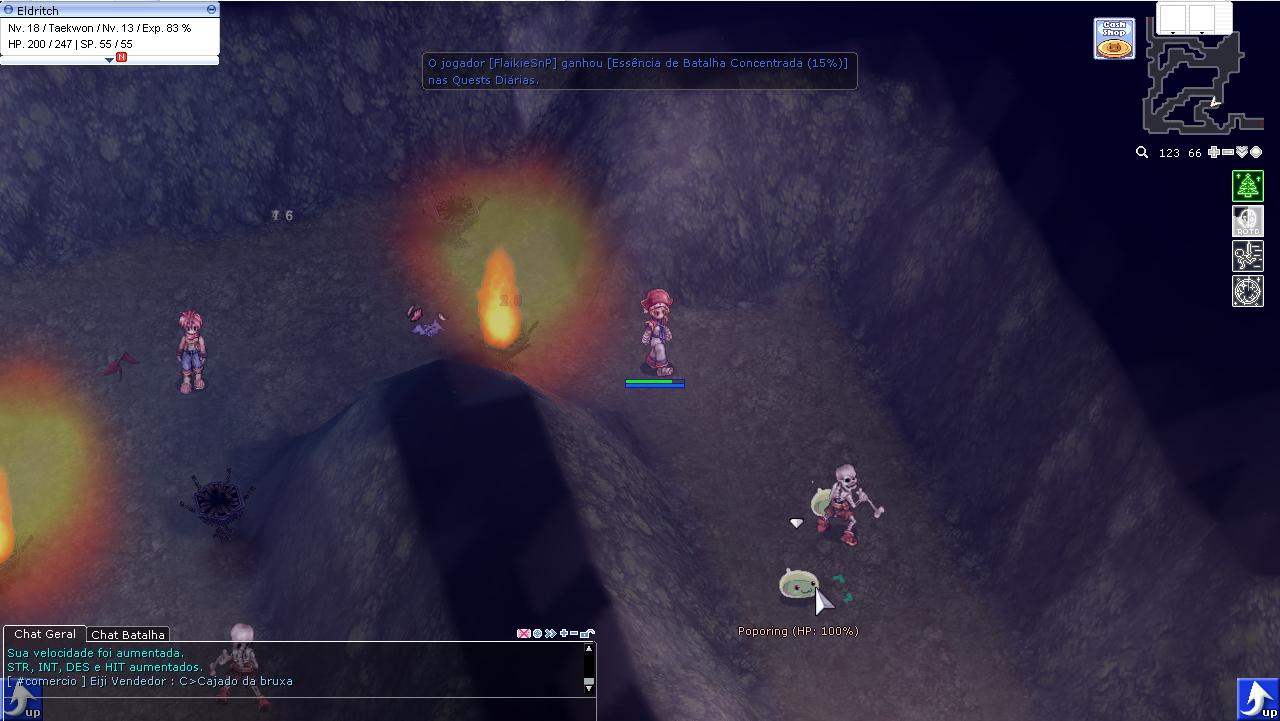 Eldritch
Nv. 18 / Taekwon / Nv. 13 / Exp. 83 %
HP. 200 / 247 | SP. 55 / 55
N
O jogador [FlaikieSnP] ganhou [Essência de Batalha Concentrada (15%)]
nas Quests Diárias.
Cash
Shop
123 66
ROTD
Poporing (HP: 100%)
Chat Geral
Chat Batalha
Sua velocidade foi aumentada.
STR, INT, DES e HIT aumentados.
[ #comercio ] Eiji Vendedor : C>Cajado da bruxa
up
up